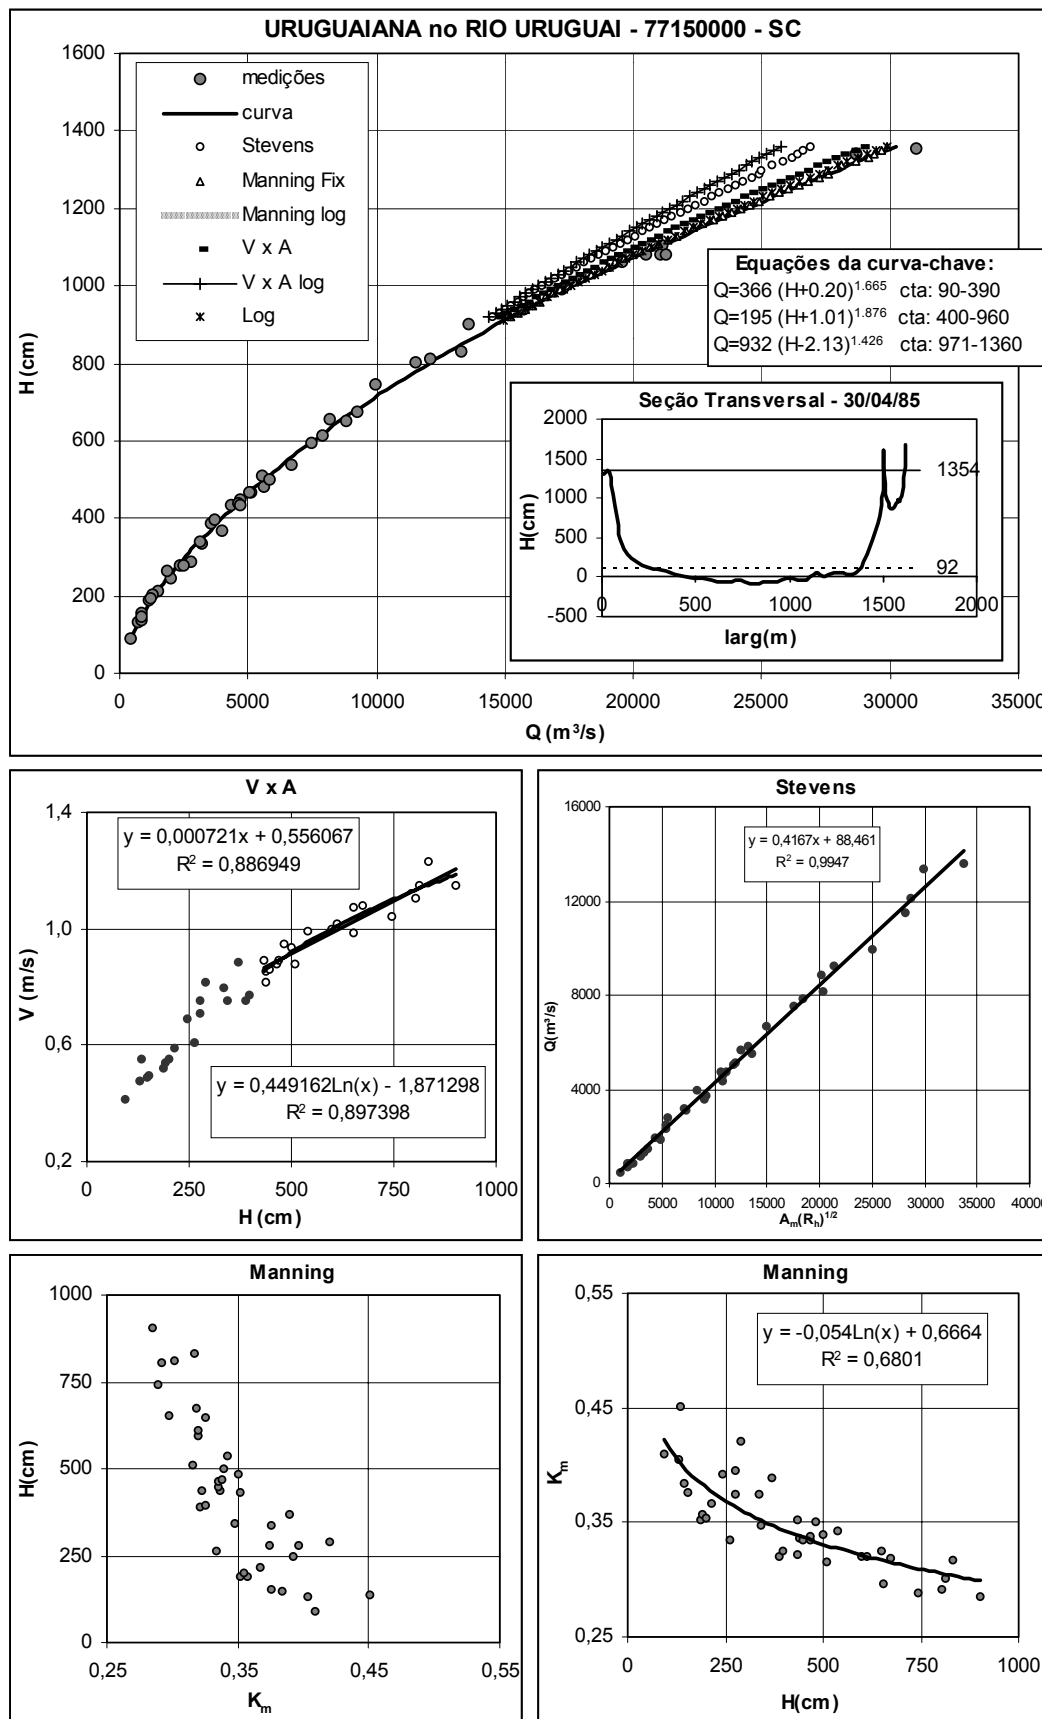 URUGUAIANA no RIO URUGUAI - 77150000 - SC
1600
1400
1200
1000
800
600
400
200
0
H (cm)
medições
curva
Stevens
Manning Fix
Manning log
V x A
V x A log
Log
Equações da curva-chave:
Q=366 (H+0.20)^1.665 cta: 90-390
Q=195 (H+1.01)^1.876 cta: 400-960
Q=932 (H-2.13)^1.426 cta: 971-1360
Seção Transversal - 30/04/85
2000
1500
1000
500
0
-500
H(cm)
1354
92
0 500 1000 1500 2000
larg(m)
0 5000 10000 15000 20000 25000 30000 35000
Q (m³/s)
V x A
1,4
1,0
0,6
0,2
V (m/s)
y = 0,000721x + 0,556067
R² = 0,886949
y = 0,449162Ln(x) - 1,871298
R² = 0,897398
0 250 500 750 1000
H (cm)
Stevens
16000
12000
8000
4000
0
Q(m³/s)
y = 0,4167x + 88,461
R² = 0,9947
0 5000 10000 15000 20000 25000 30000 35000 40000
Aₘ(Rₕ)^1/2
Manning
1000
750
500
250
0
H(cm)
0,25 0,35 0,45 0,55
Kₘ
Manning
0,55
0,45
0,35
0,25
Kₘ
y = -0,054Ln(x) + 0,6664
R² = 0,6801
0 250 500 750 1000
H(cm)